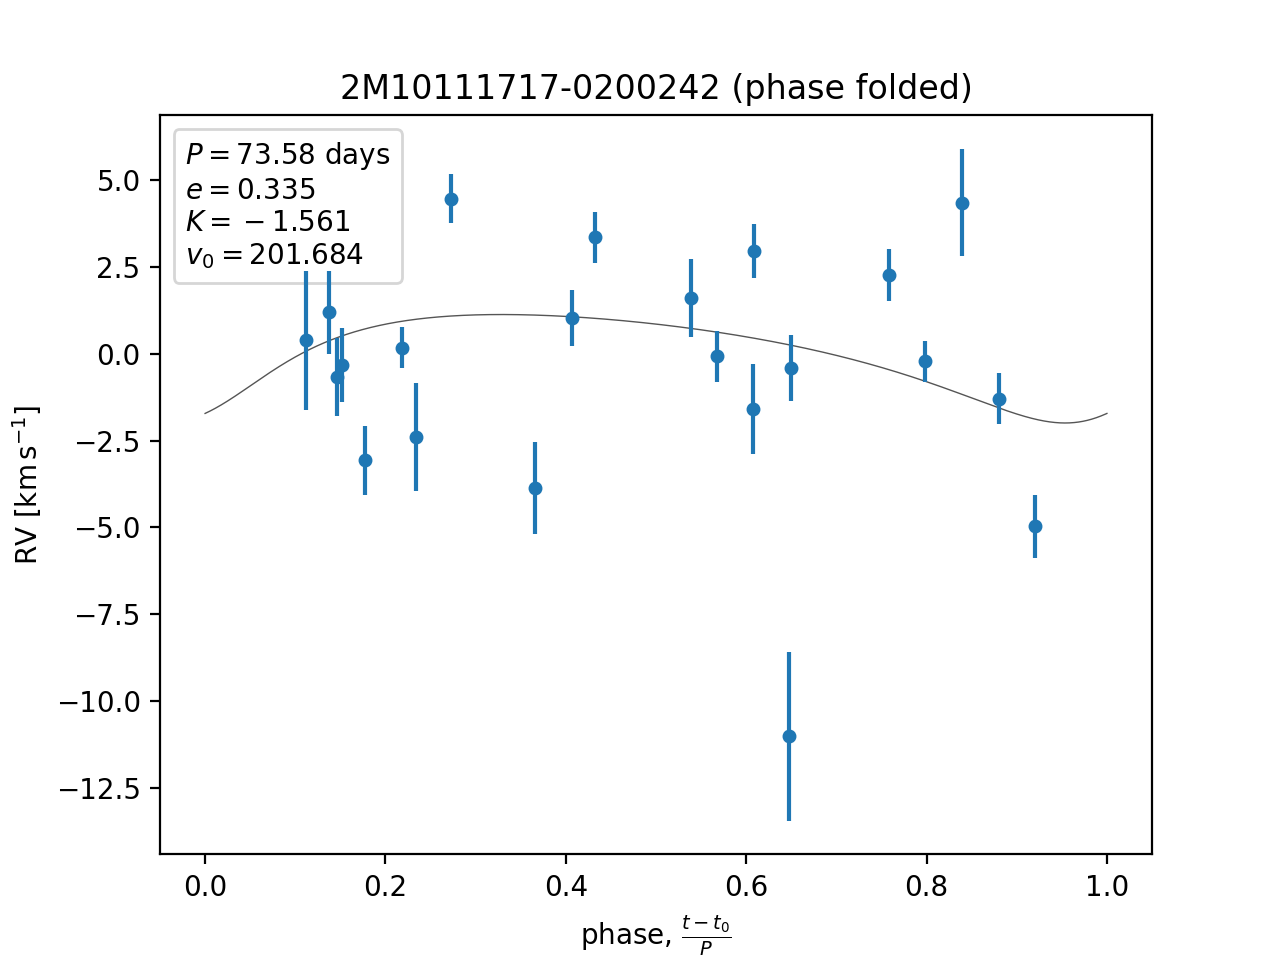 2M10111717-0200242 (phase folded)
P = 73.58 days
e = 0.335
K = −1.561
v₀ = 201.684
5.0
2.5
0.0
−2.5
−5.0
−7.5
−10.0
−12.5
RV [km s⁻¹]
0.0 0.2 0.4 0.6 0.8 1.0
phase, (t − t₀)/P